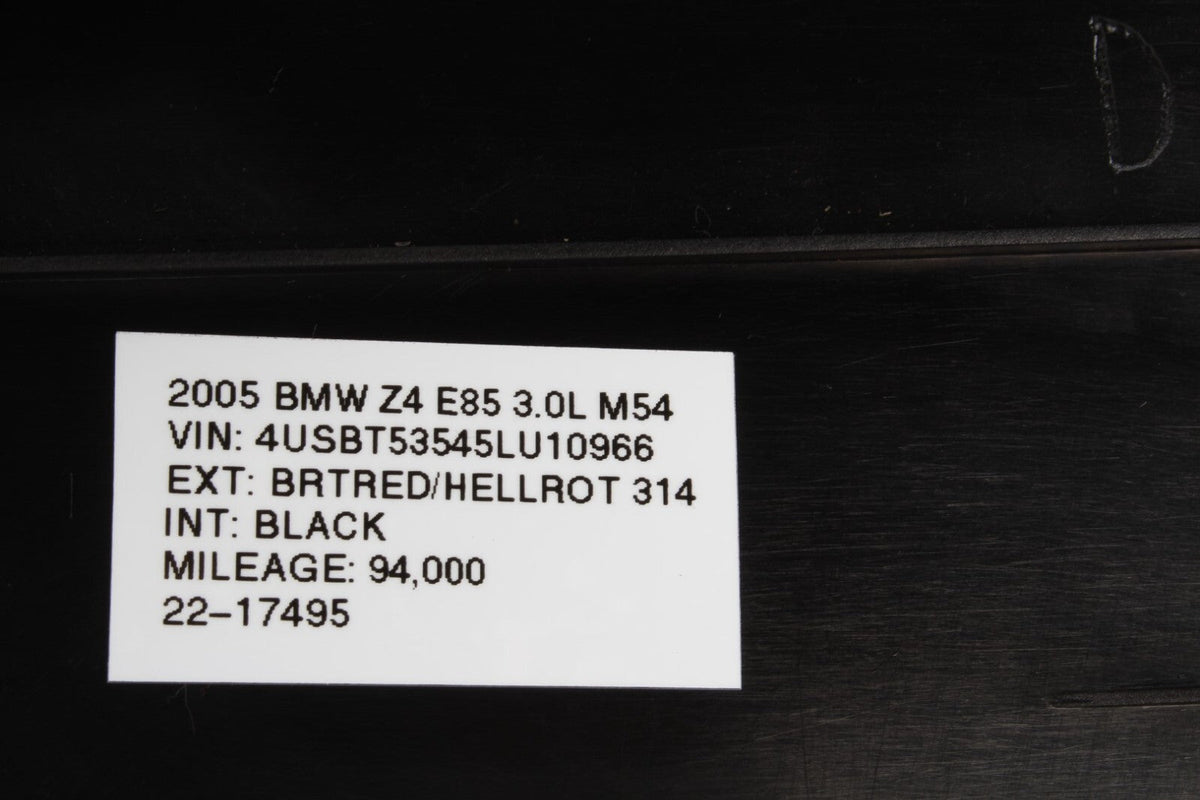 D
2005 BMW Z4 E85 3.0L M54
VIN: 4USBT53545LU10966
EXT: BRTRED/HELLROT 314
INT: BLACK
MILEAGE: 94,000
22-17495